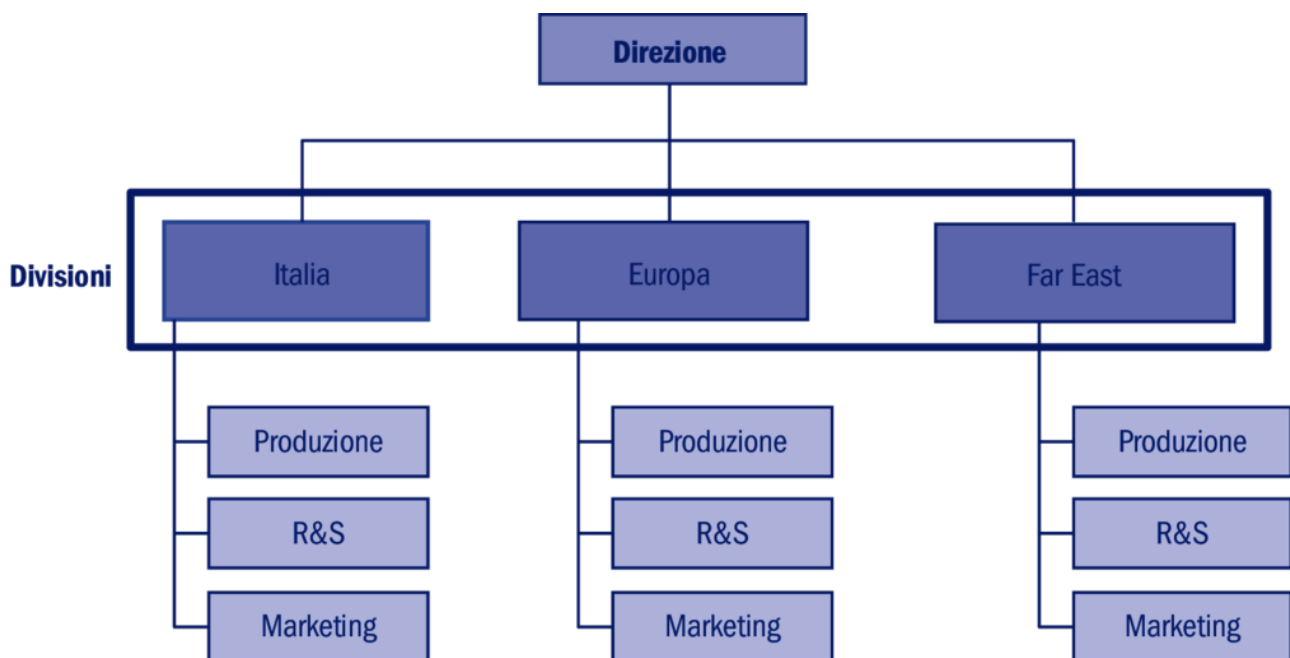 Direzione
Divisioni
Italia
Europa
Far East
Produzione
Produzione
Produzione
R&S
R&S
R&S
Marketing
Marketing
Marketing